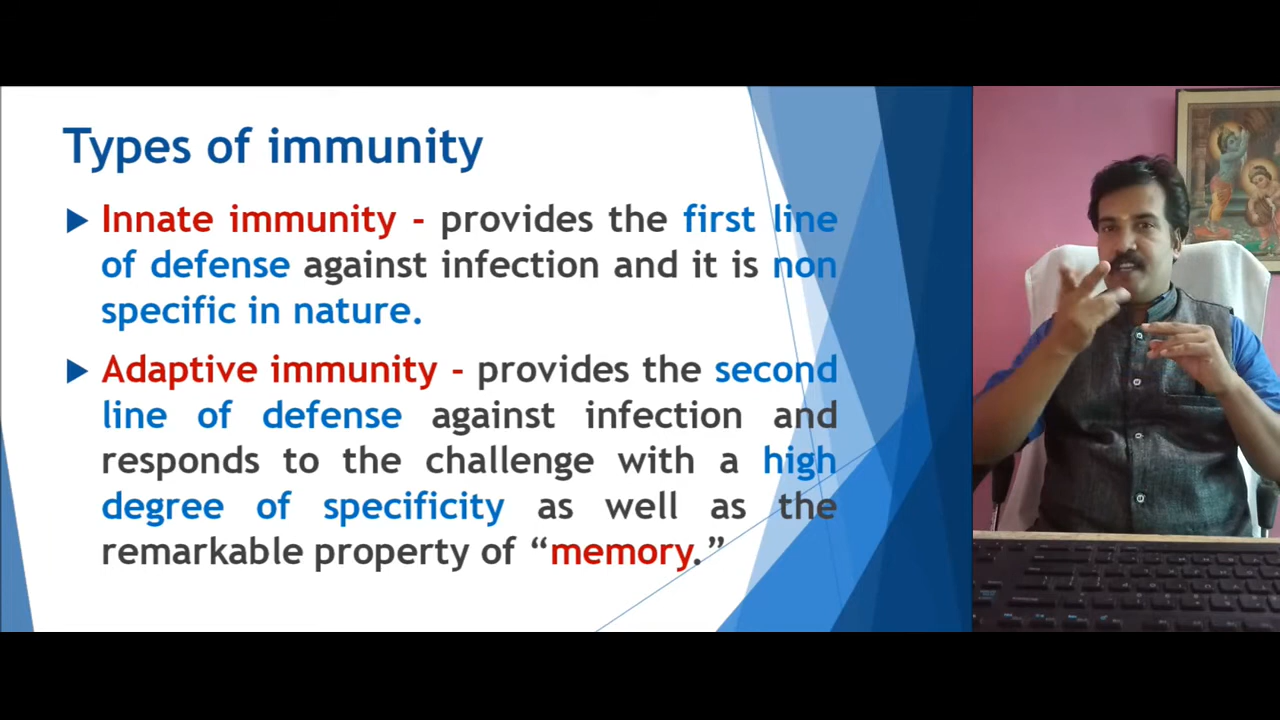 Types of immunity
Innate immunity - provides the first line
of defense against infection and it is non
specific in nature.
Adaptive immunity - provides the second
line of defense against infection and
responds to the challenge with a high
degree of specificity as well as the
remarkable property of “memory.”